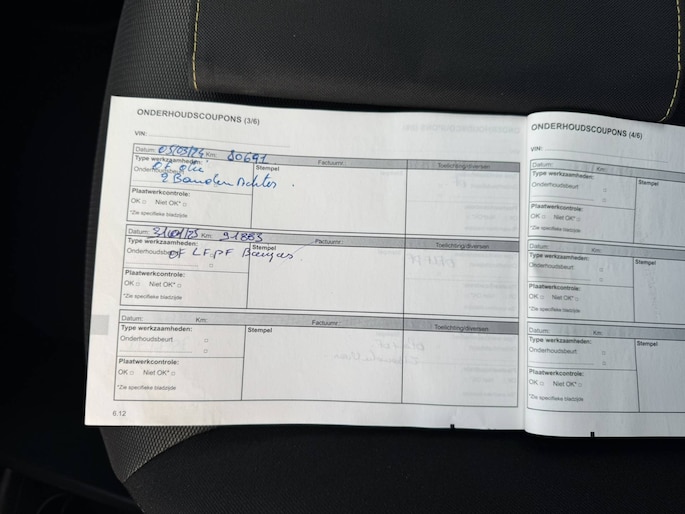 ONDERHOUDSCOUPONS (3/6)
VIN:
Datum: 05/03/24 Km: 80691 Factuurnr.: Toelichting/diversen
Type werkzaamheden: Stempel
Onderhoudsbeurt
2 Banden Achter
Plaatwerkcontrole:
OK Niet OK*
*Zie specifieke bladzijde
Datum: Km: 91883 Factuurnr.: Toelichting/diversen
Type werkzaamheden: Stempel
Onderhoudsbeurt
Plaatwerkcontrole:
OK Niet OK*
*Zie specifieke bladzijde
Datum: Km: Factuurnr.: Toelichting/diversen
Type werkzaamheden: Stempel
Onderhoudsbeurt
Plaatwerkcontrole:
OK Niet OK*
*Zie specifieke bladzijde
6.12
ONDERHOUDSCOUPONS (4/6)
VIN:
Datum: Km:
Type werkzaamheden: Stempel
Onderhoudsbeurt
Plaatwerkcontrole:
OK Niet OK*
*Zie specifieke bladzijde
Datum: Km:
Type werkzaamheden: Stempel
Onderhoudsbeurt
Plaatwerkcontrole:
OK Niet OK*
*Zie specifieke bladzijde
Datum: Km:
Type werkzaamheden: Stempel
Onderhoudsbeurt
Plaatwerkcontrole:
OK Niet OK*
*Zie specifieke bladzijde